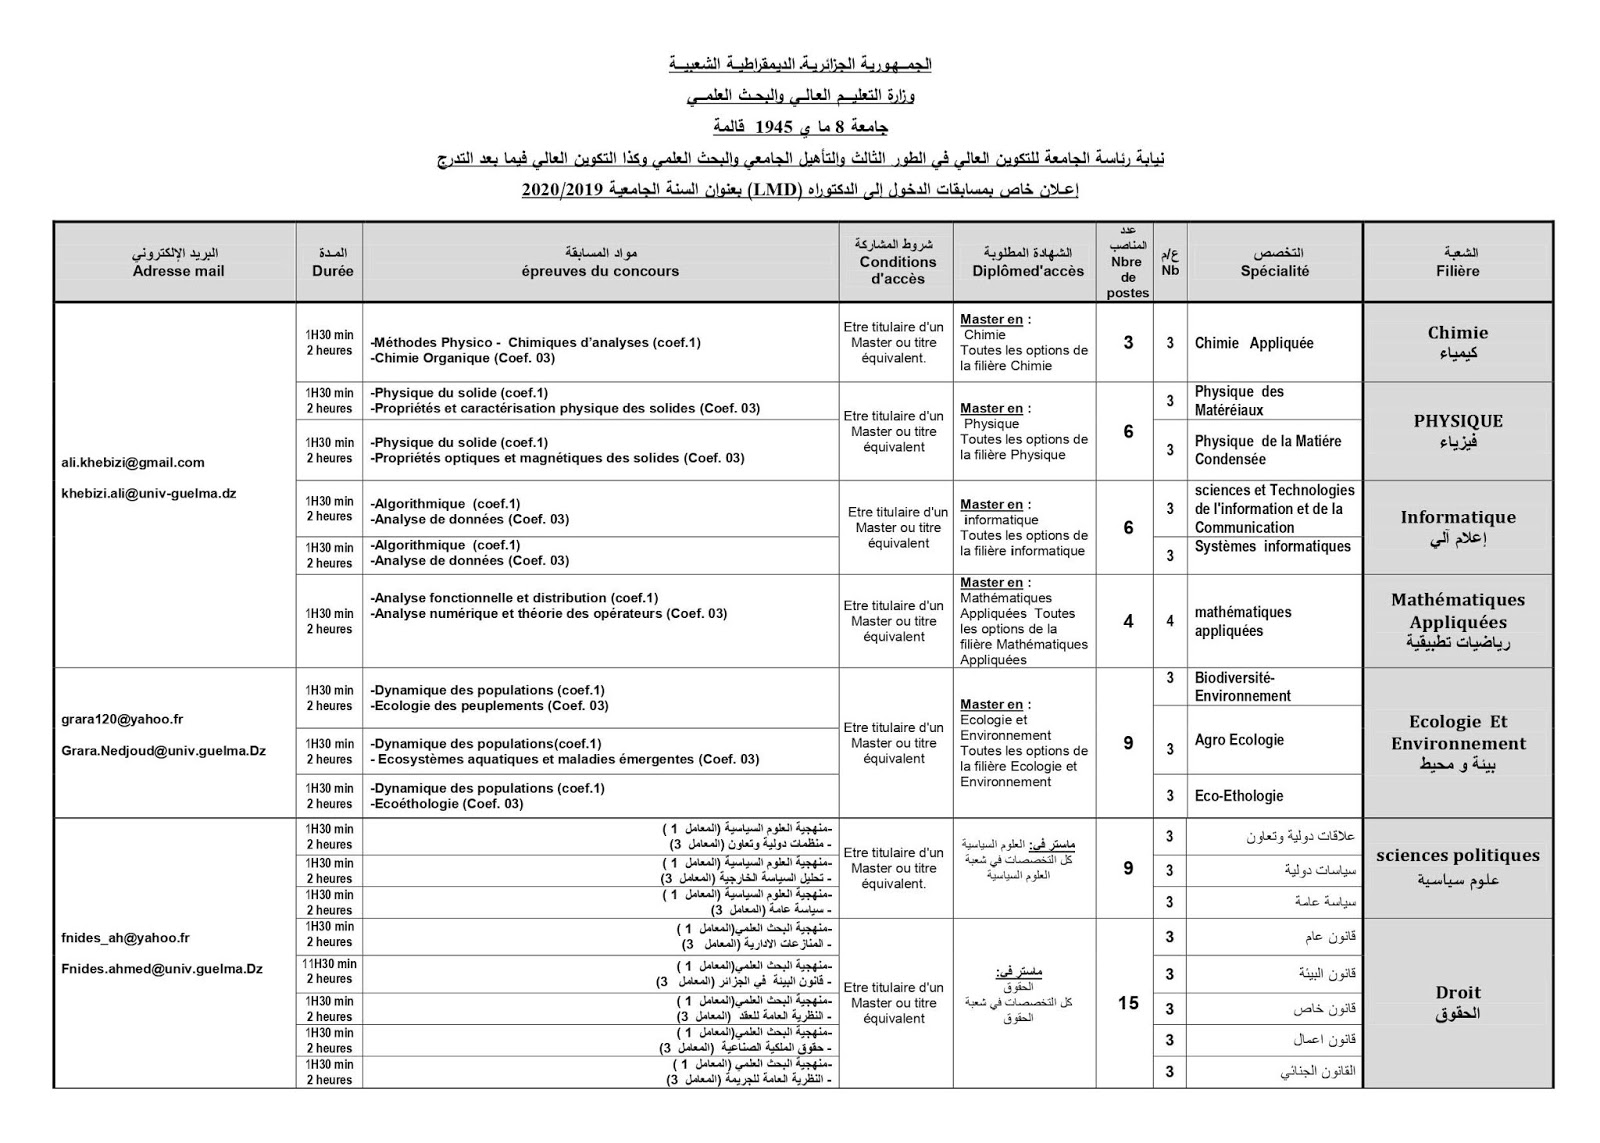 الجمـــهورية الجزائريـة الديمقراطيـة الشعبيــة
وزارة التعليـــم العالـي والبحـث العلمــي
جامعة 8 ما ي 1945 قالمة
نيابة رئاسة الجامعة للتكوين العالي في الطور الثالث والتأهيل الجامعي والبحث العلمي وكذا التكوين العالي فيما بعد التدرج
إعـلان خاص بمسابقات الدخول إلى الدكتوراه (LMD) بعنوان السنة الجامعية 2020/2019
البريد الإلكتروني
Adresse mail
المـدة
Durée
مواد المسابقة
épreuves du concours
شروط المشاركة
Conditions
d'accès
الشهادة المطلوبة
Diplômed'accès
عدد
المناصب
Nbre
de
postes
ع/م
Nb
التخصص
Spécialité
الشعبة
Filière
ali.khebizi@gmail.com
khebizi.ali@univ-guelma.dz
1H30 min
2 heures
-Méthodes Physico - Chimiques d'analyses (coef.1)
-Chimie Organique (Coef. 03)
Etre titulaire d'un
Master ou titre
équivalent.
Master en :
Chimie
Toutes les options de
la filière Chimie
3
3
Chimie Appliquée
Chimie
كيمياء
1H30 min
2 heures
-Physique du solide (coef.1)
-Propriétés et caractérisation physique des solides (Coef. 03)
Etre titulaire d'un
Master ou titre
équivalent
Master en :
Physique
Toutes les options de
la filière Physique
6
3
Physique des
Matéréiaux
PHYSIQUE
فيزياء
1H30 min
2 heures
-Physique du solide (coef.1)
-Propriétés optiques et magnétiques des solides (Coef. 03)
3
Physique de la Matiére
Condensée
1H30 min
2 heures
-Algorithmique (coef.1)
-Analyse de données (Coef. 03)
Etre titulaire d'un
Master ou titre
équivalent
Master en :
informatique
Toutes les options de
la filière informatique
6
3
sciences et Technologies
de l'information et de la
Communication
Informatique
إعلام آلي
1H30 min
2 heures
-Algorithmique (coef.1)
-Analyse de données (Coef. 03)
3
Systèmes informatiques
1H30 min
2 heures
-Analyse fonctionnelle et distribution (coef.1)
-Analyse numérique et théorie des opérateurs (Coef. 03)
Etre titulaire d'un
Master ou titre
équivalent
Master en :
Mathématiques
Appliquées Toutes
les options de la
filière Mathématiques
Appliquées
4
4
mathématiques
appliquées
Mathématiques
Appliquées
رياضيات تطبيقية
grara120@yahoo.fr
Grara.Nedjoud@univ.guelma.Dz
1H30 min
2 heures
-Dynamique des populations (coef.1)
-Ecologie des peuplements (Coef. 03)
Etre titulaire d'un
Master ou titre
équivalent
Master en :
Ecologie et
Environnement
Toutes les options de
la filière Ecologie et
Environnement
9
3
Biodiversité-
Environnement
Ecologie Et
Environnement
بيئة و محيط
1H30 min
2 heures
-Dynamique des populations(coef.1)
- Ecosystèmes aquatiques et maladies émergentes (Coef. 03)
3
Agro Ecologie
1H30 min
2 heures
-Dynamique des populations (coef.1)
-Ecoéthologie (Coef. 03)
3
Eco-Ethologie
fnides_ah@yahoo.fr
Fnides.ahmed@univ.guelma.Dz
1H30 min
2 heures
-منهجية العلوم السياسية (المعامل 1 )
- منظمات دولية وتعاون (المعامل 3)
Etre titulaire d'un
Master ou titre
équivalent.
ماستر في: العلوم السياسية
كل التخصصات في شعبة
العلوم السياسية
9
3
علاقات دولية وتعاون
sciences politiques
علوم سياسية
1H30 min
2 heures
-منهجية العلوم السياسية (المعامل 1 )
- تحليل السياسة الخارجية (المعامل 3)
3
سياسات دولية
1H30 min
2 heures
-منهجية العلوم السياسية (المعامل 1 )
- سياسة عامة (المعامل 3)
3
سياسة عامة
1H30 min
2 heures
-منهجية البحث العلمي(المعامل 1 )
- المنازعات الادارية (المعامل 3)
Etre titulaire d'un
Master ou titre
équivalent
ماستر في:
الحقوق
كل التخصصات في شعبة
الحقوق
15
3
قانون عام
Droit
الحقوق
11H30 min
2 heures
-منهجية البحث العلمي(المعامل 1 )
- قانون البيئة في الجزائر (المعامل 3)
3
قانون البيئة
1H30 min
2 heures
-منهجية البحث العلمي(المعامل 1 )
- النظرية العامة للعقد (المعامل 3)
3
قانون خاص
1H30 min
2 heures
-منهجية البحث العلمي(المعامل 1 )
- حقوق الملكية الصناعية (المعامل 3)
3
قانون اعمال
1H30 min
2 heures
-منهجية البحث العلمي (المعامل 1 )
- النظرية العامة للجريمة (المعامل 3)
3
القانون الجنائي